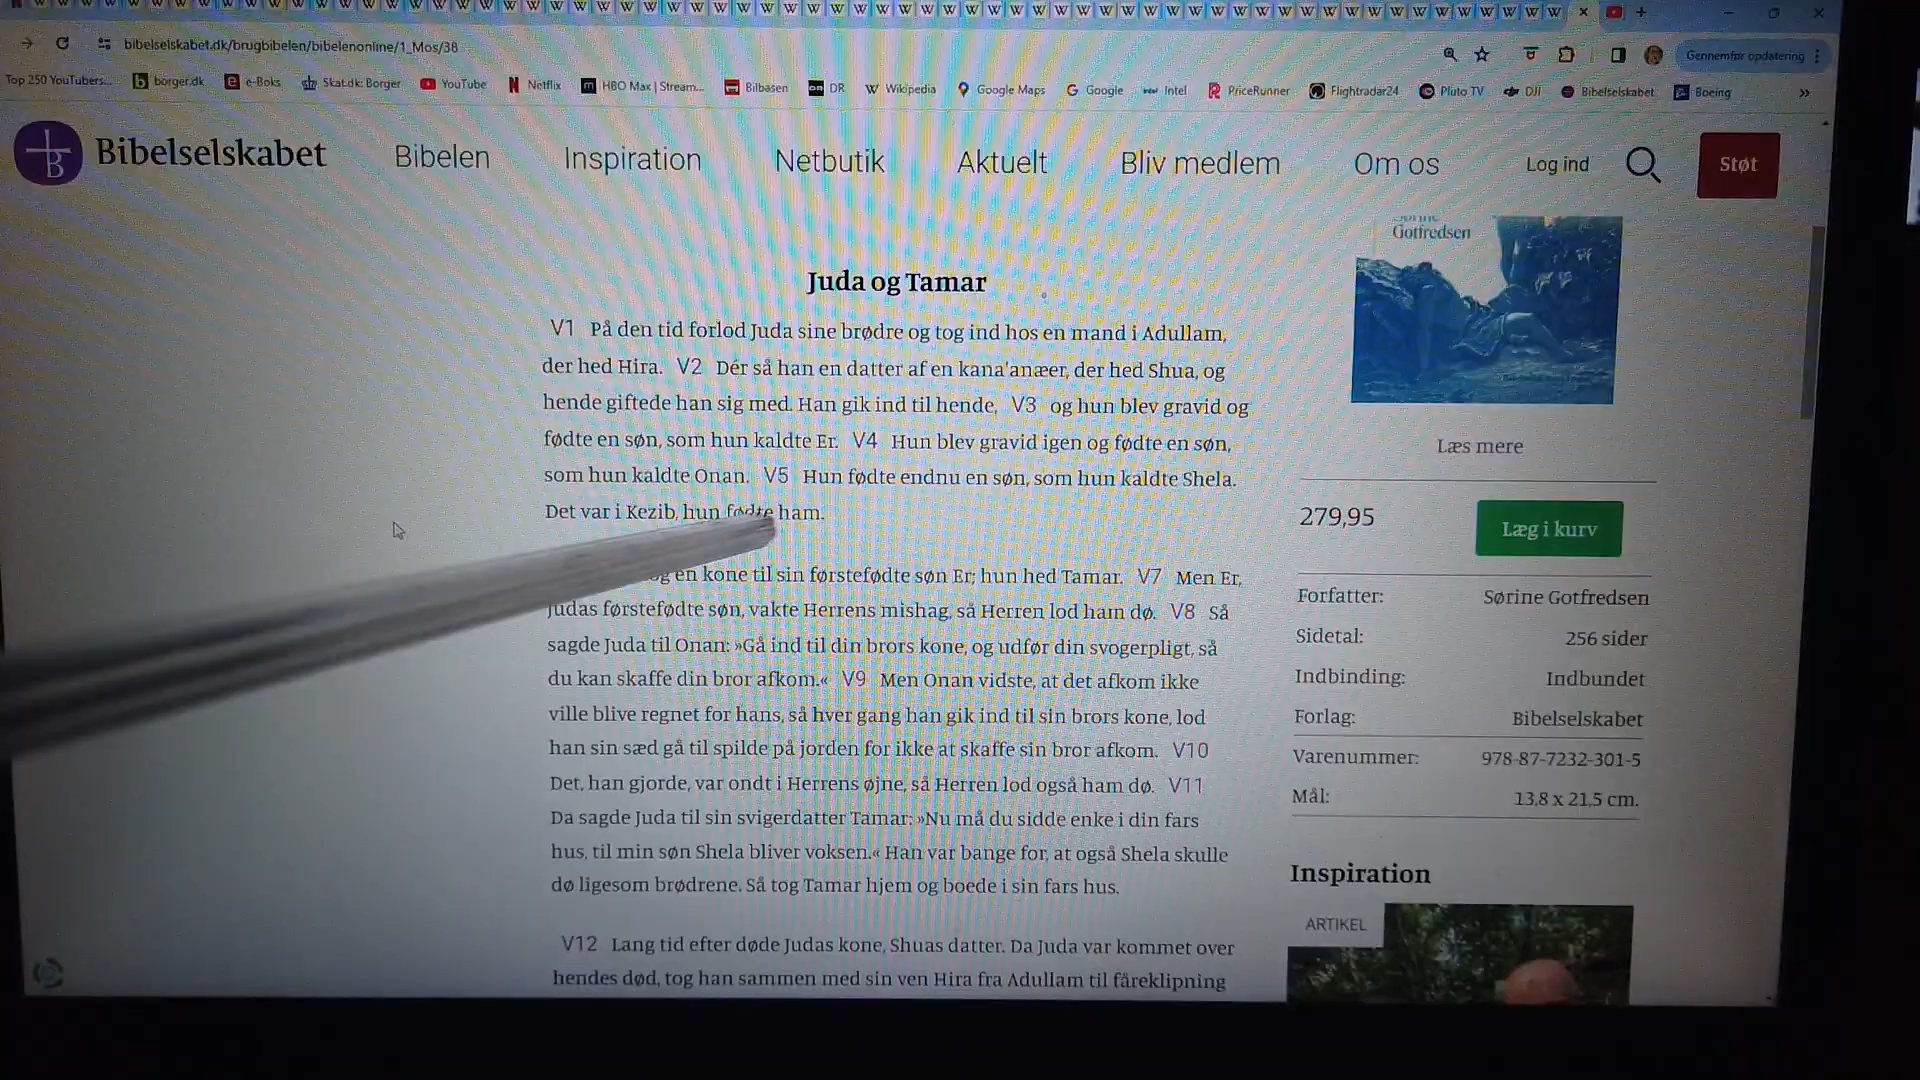 bibelselskabet.dk/brugbibelen/bibelenonline/1_Mos/38
Gennemfør opdatering
Top 250 YouTubers...
borger.dk
e-Boks
Skat.dk: Borger
YouTube
Netflix
HBO Max | Stream...
Bilbasen
DR
Wikipedia
Google Maps
Google
Intel
PriceRunner
Flightradar24
Pluto TV
DJI
Bibelselskabet
Boeing
»
Bibelselskabet
Bibelen
Inspiration
Netbutik
Aktuelt
Bliv medlem
Om os
Log ind
Støt
Juda og Tamar
V1 På den tid forlod Juda sine brødre og tog ind hos en mand i Adullam,
der hed Hira. V2 Dér så han en datter af en kana'anæer, der hed Shua, og
hende giftede han sig med. Han gik ind til hende, V3 og hun blev gravid og
fødte en søn, som hun kaldte Er. V4 Hun blev gravid igen og fødte en søn,
som hun kaldte Onan. V5 Hun fødte endnu en søn, som hun kaldte Shela.
Det var i Kezib, hun fødte ham.
en kone til sin førstefødte søn Er; hun hed Tamar. V7 Men Er,
Judas førstefødte søn, vakte Herrens mishag, så Herren lod ham dø. V8 Så
sagde Juda til Onan: »Gå ind til din brors kone, og udfør din svogerpligt, så
du kan skaffe din bror afkom.« V9 Men Onan vidste, at det afkom ikke
ville blive regnet for hans, så hver gang han gik ind til sin brors kone, lod
han sin sæd gå til spilde på jorden for ikke at skaffe sin bror afkom. V10
Det, han gjorde, var ondt i Herrens øjne, så Herren lod også ham dø. V11
Da sagde Juda til sin svigerdatter Tamar: »Nu må du sidde enke i din fars
hus, til min søn Shela bliver voksen.« Han var bange for, at også Shela skulle
dø ligesom brødrene. Så tog Tamar hjem og boede i sin fars hus.
V12 Lang tid efter døde Judas kone, Shuas datter. Da Juda var kommet over
hendes død, tog han sammen med sin ven Hira fra Adullam til fåreklipning
Gotfredsen
Læs mere
279,95
Læg i kurv
Forfatter: Sørine Gotfredsen
Sidetal: 256 sider
Indbinding: Indbundet
Forlag: Bibelselskabet
Varenummer: 978-87-7232-301-5
Mål: 13,8 x 21,5 cm.
Inspiration
ARTIKEL